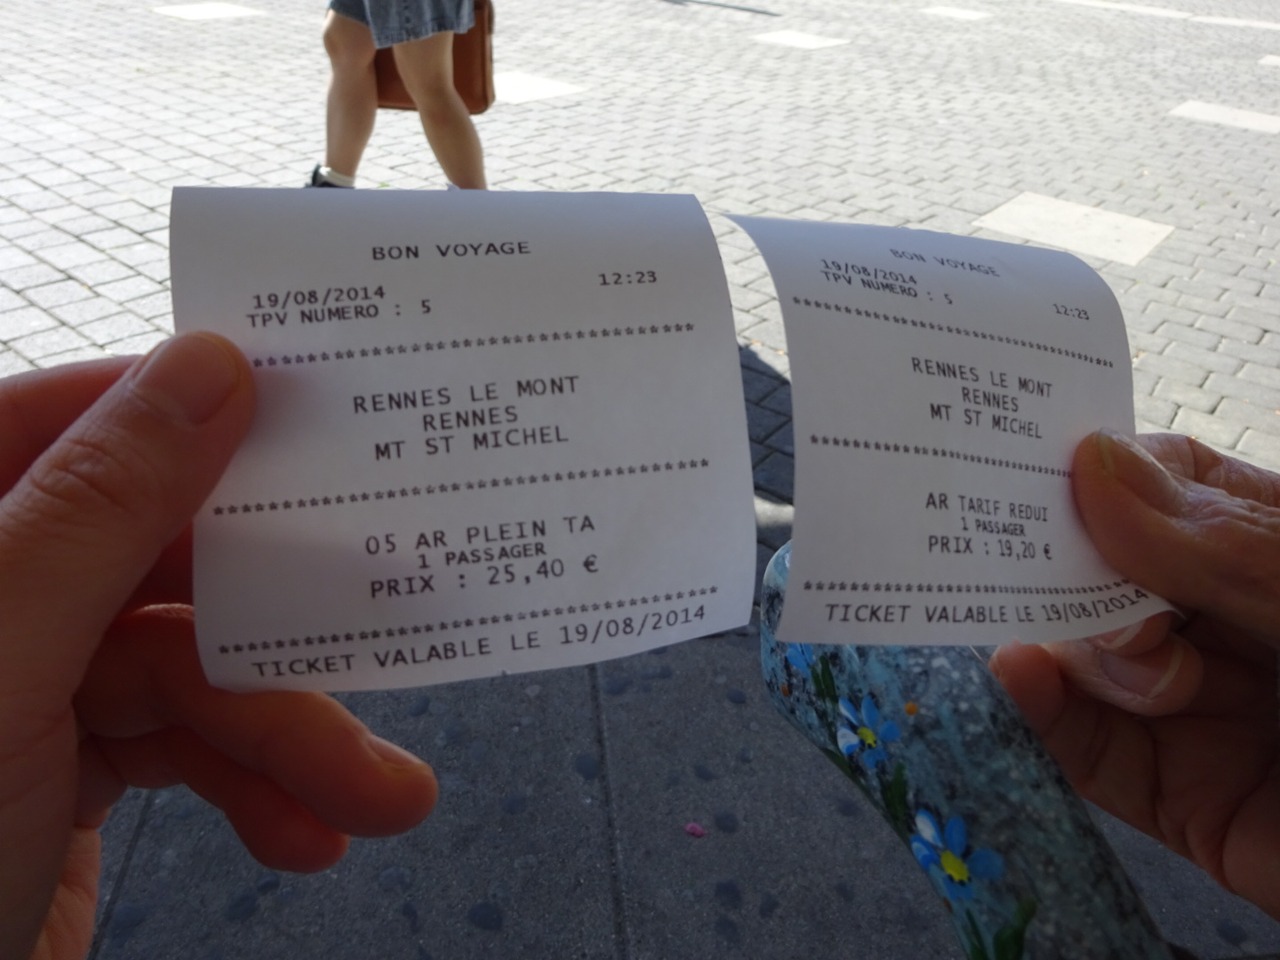 BON VOYAGE
19/08/2014 12:23
TPV NUMERO : 5
****************************************
RENNES LE MONT
RENNES
MT ST MICHEL
****************************************
05 AR PLEIN TA
1 PASSAGER
PRIX : 25,40 €
****************************************
TICKET VALABLE LE 19/08/2014
BON VOYAGE
19/08/2014 12:23
TPV NUMERO : 5
****************************************
RENNES LE MONT
RENNES
MT ST MICHEL
****************************************
AR TARIF REDUI
1 PASSAGER
PRIX : 19,20 €
****************************************
TICKET VALABLE LE 19/08/2014